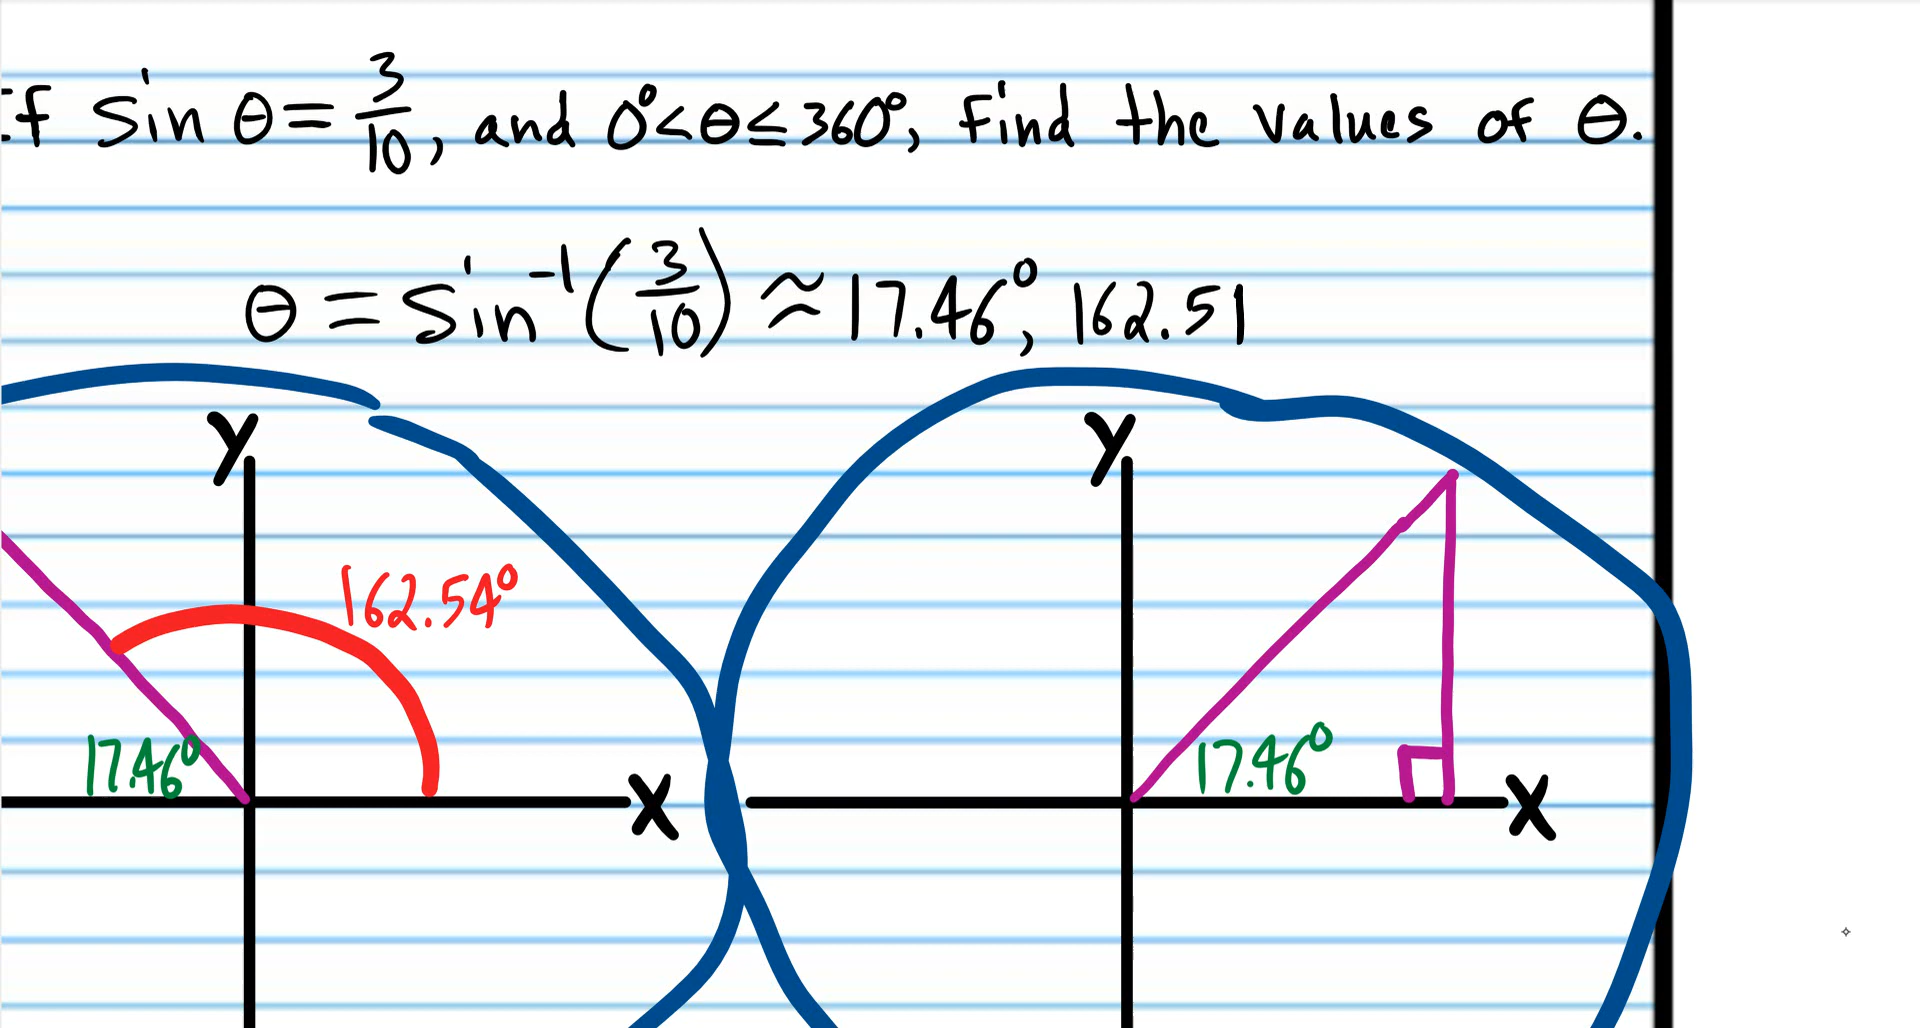 If sin θ = 3/10, and 0° < θ ≤ 360°, find the values of θ.
θ = sin⁻¹(3/10) ≈ 17.46°, 162.51
y
162.54°
17.46°
x
y
17.46°
x